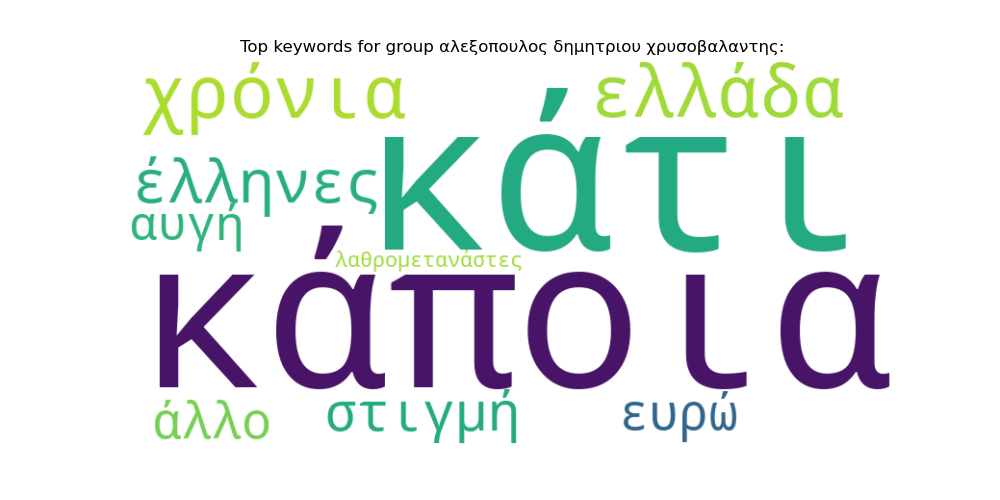 Top keywords for group αλεξοπουλος δημητριου χρυσοβαλαντης:
χρόνια
ελλάδα
κάτι
έλληνες
αυγή
λαθρομετανάστες
κάποια
άλλο
στιγμή
ευρώ